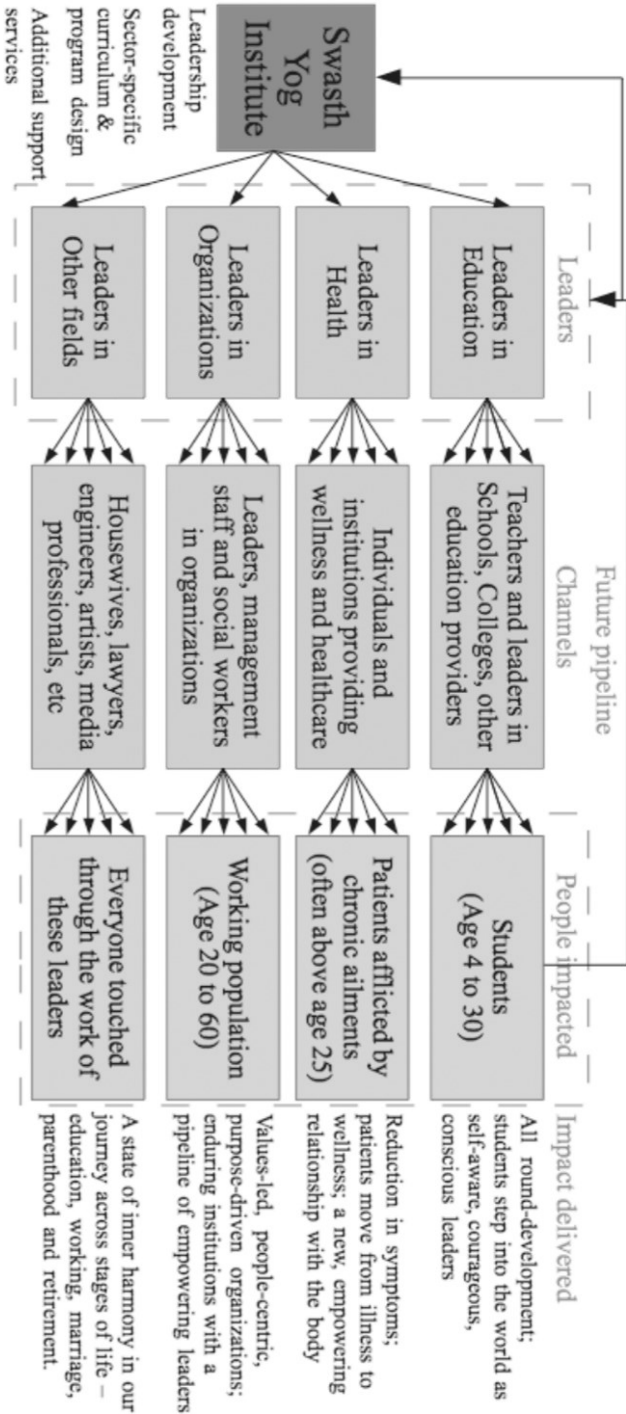 Future pipeline
Leaders
Channels
People impacted
Impact delivered
Swasth
Yog
Institute
Leadership
development
Sector-specific
curriculum &
program design
Additional support
services
Leaders in
Education
Teachers and leaders in
Schools, Colleges, other
education providers
Students
(Age 4 to 30)
All round-development;
students step into the world as
self-aware, courageous,
conscious leaders
Leaders in
Health
Individuals and
institutions providing
wellness and healthcare
Patients afflicted by
chronic ailments
(often above age 25)
Reduction in symptoms;
patients move from illness to
wellness; a new, empowering
relationship with the body
Leaders in
Organizations
Leaders, management
staff and social workers
in organizations
Working population
(Age 20 to 60)
Values-led, people-centric,
purpose-driven organizations;
enduring institutions with a
pipeline of empowering leaders
Leaders in
Other fields
Housewives, lawyers,
engineers, artists, media
professionals, etc
Everyone touched
through the work of
these leaders
A state of inner harmony in our
journey across stages of life –
education, working, marriage,
parenthood and retirement.